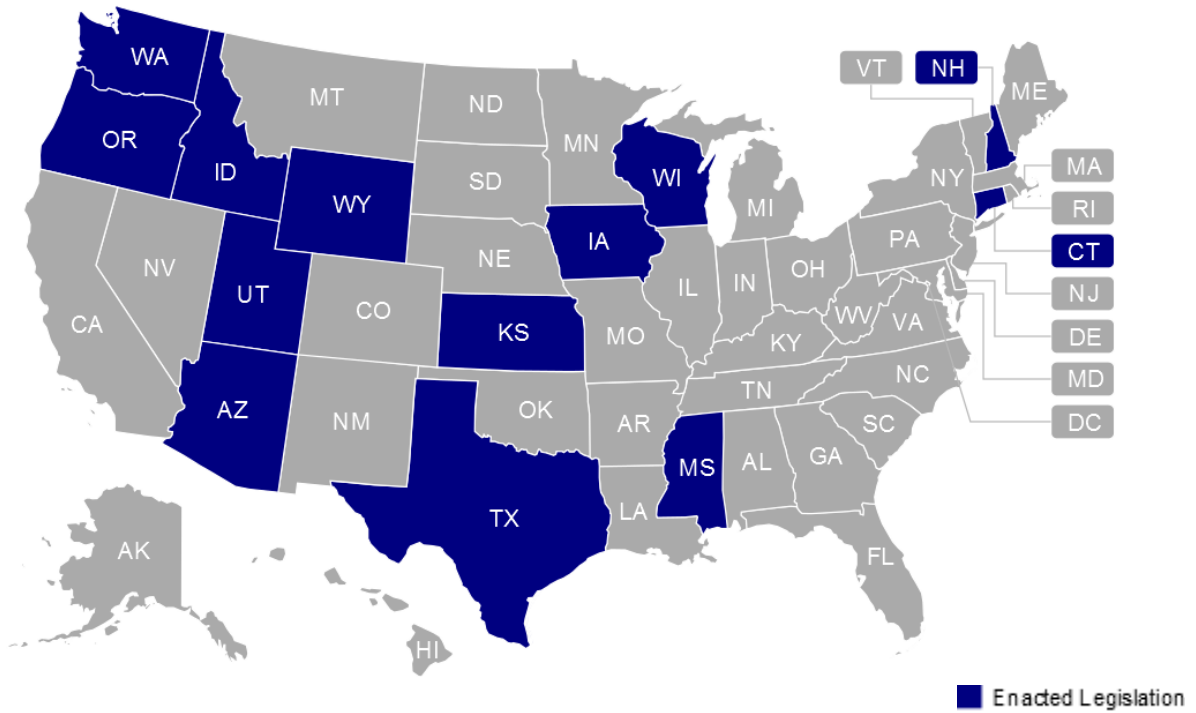 WA
VT
NH
ME
MT
ND
OR
MN
MA
ID
WI
NY
SD
WY
MI
RI
IA
PA
CT
NE
NV
OH
UT
IN
IL
NJ
CO
WV
CA
VA
KS
MO
DE
KY
NC
MD
TN
AZ
OK
NM
AR
SC
DC
GA
MS
AL
LA
TX
AK
FL
HI
Enacted Legislation